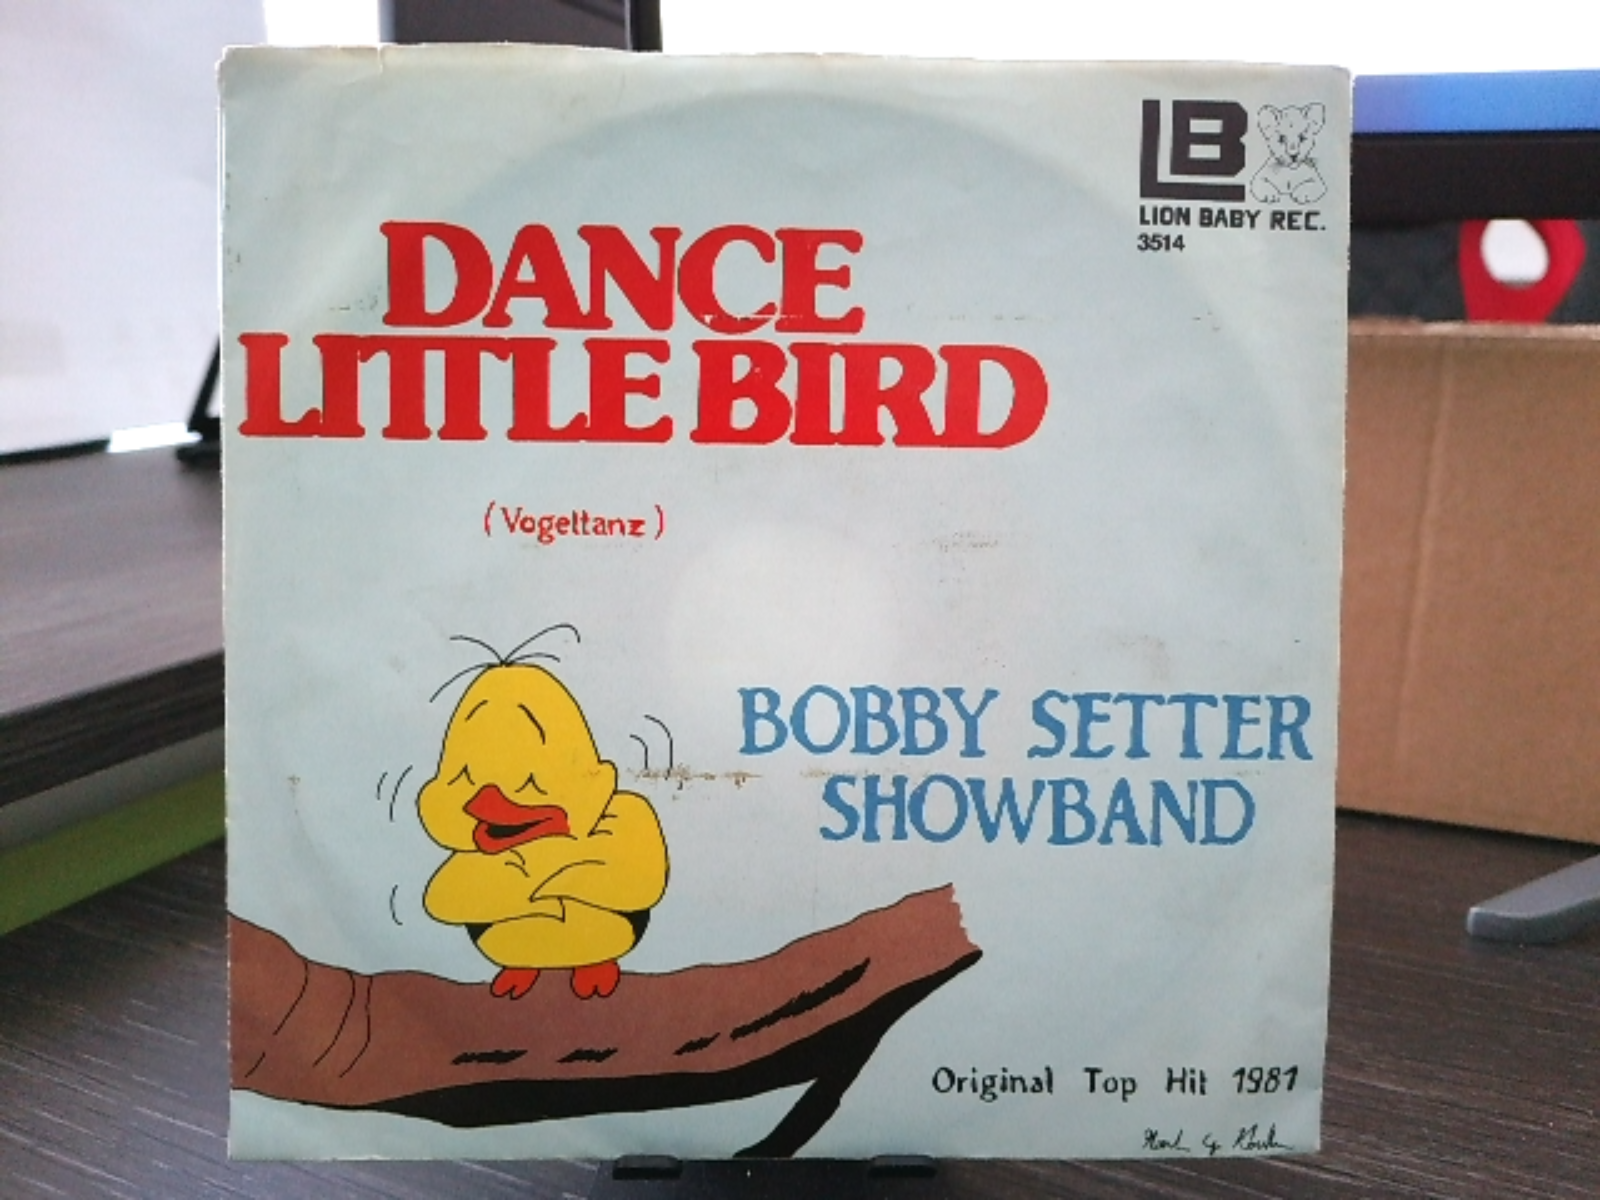 LB
LION BABY REC.
3514
DANCE
LITTLE BIRD
(Vogeltanz)
BOBBY SETTER
SHOWBAND
Original Top Hit 1981